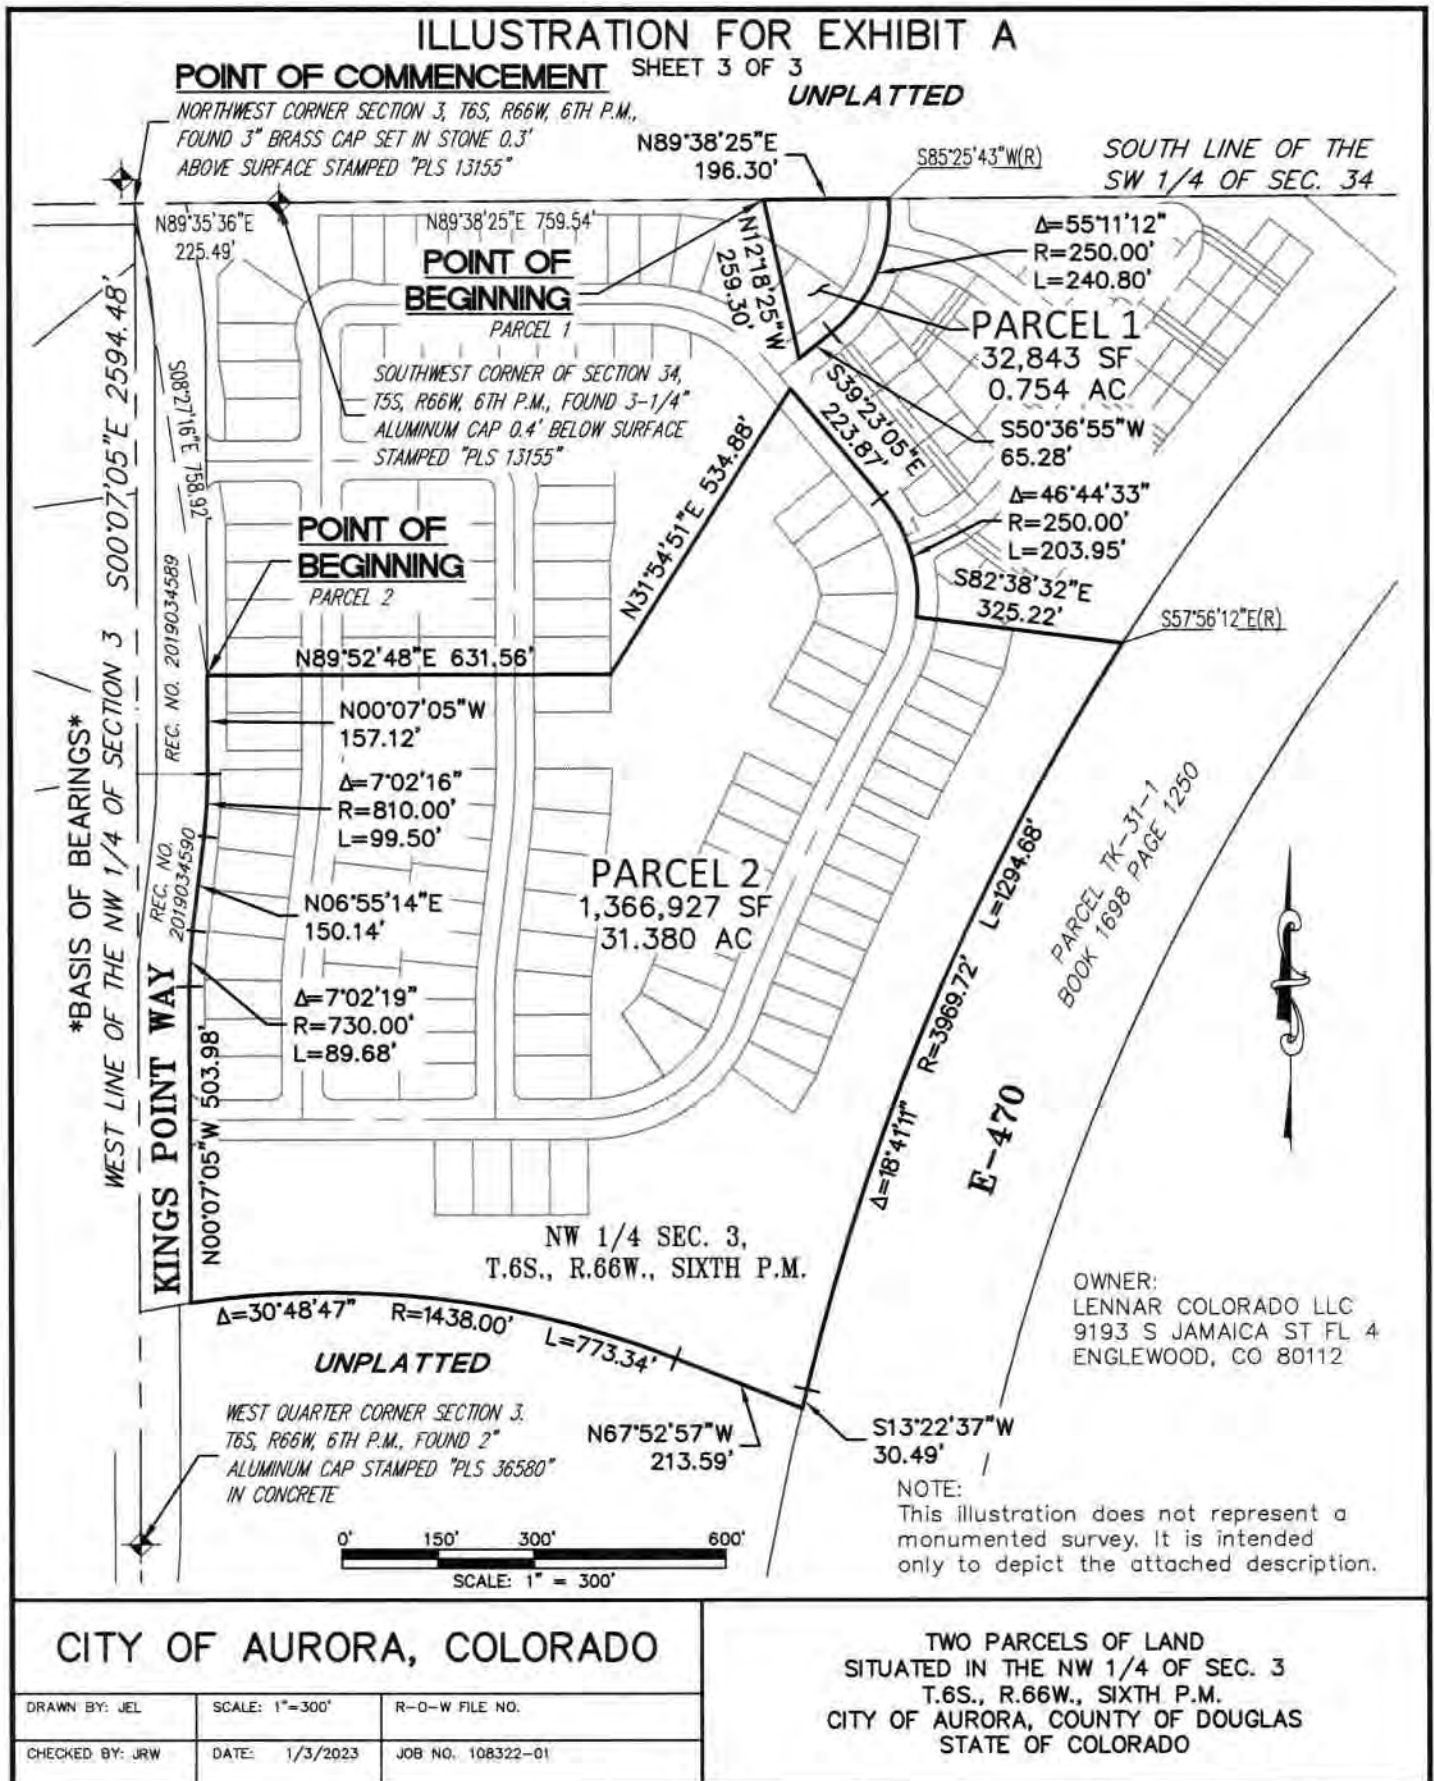 ILLUSTRATION FOR EXHIBIT A
SHEET 3 OF 3
POINT OF COMMENCEMENT
NORTHWEST CORNER SECTION 3, T6S, R66W, 6TH P.M.,
FOUND 3" BRASS CAP SET IN STONE 0.3'
ABOVE SURFACE STAMPED "PLS 13155"
UNPLATTED
N89°38'25"E
196.30'
S85°25'43"W(R)
SOUTH LINE OF THE
SW 1/4 OF SEC. 34
N89°35'36"E
225.49'
N89°38'25"E 759.54'
POINT OF
BEGINNING
PARCEL 1
N12°18'25"W
259.30'
Δ=55°11'12"
R=250.00'
L=240.80'
PARCEL 1
32,843 SF
0.754 AC
SOUTHWEST CORNER OF SECTION 34,
T5S, R66W, 6TH P.M., FOUND 3-1/4"
ALUMINUM CAP 0.4' BELOW SURFACE
STAMPED "PLS 13155"
S39°23'05"E
223.87'
S50°36'55"W
65.28'
Δ=46°44'33"
R=250.00'
L=203.95'
S82°38'32"E
325.22'
S57°56'12"E(R)
S08°27'16"E 758.92'
POINT OF
BEGINNING
PARCEL 2
N31°54'51"E 534.88'
N89°52'48"E 631.56'
*BASIS OF BEARINGS*
WEST LINE OF THE NW 1/4 OF SECTION 3 S00°07'05"E 2594.48'
REC. NO. 2019034589
N00°07'05"W
157.12'
Δ=7°02'16"
R=810.00'
L=99.50'
REC. NO.
2019034590
N06°55'14"E
150.14'
PARCEL 2
1,366,927 SF
31.380 AC
Δ=7°02'19"
R=730.00'
L=89.68'
KINGS POINT WAY
N00°07'05"W 503.98'
Δ=18°41'11" R=3969.72' L=1294.68'
PARCEL TK-31-1
BOOK 1698 PAGE 1250
E-470
NW 1/4 SEC. 3,
T.6S., R.66W., SIXTH P.M.
Δ=30°48'47" R=1438.00' L=773.34'
UNPLATTED
OWNER:
LENNAR COLORADO LLC
9193 S JAMAICA ST FL 4
ENGLEWOOD, CO 80112
WEST QUARTER CORNER SECTION 3,
T6S, R66W, 6TH P.M., FOUND 2"
ALUMINUM CAP STAMPED "PLS 36580"
IN CONCRETE
N67°52'57"W
213.59'
S13°22'37"W
30.49'
NOTE:
This illustration does not represent a
monumented survey. It is intended
only to depict the attached description.
0' 150' 300' 600'
SCALE: 1" = 300'
CITY OF AURORA, COLORADO
DRAWN BY: JEL SCALE: 1"=300' R-O-W FILE NO.
CHECKED BY: JRW DATE: 1/3/2023 JOB NO. 108322-01
TWO PARCELS OF LAND
SITUATED IN THE NW 1/4 OF SEC. 3
T.6S., R.66W., SIXTH P.M.
CITY OF AURORA, COUNTY OF DOUGLAS
STATE OF COLORADO